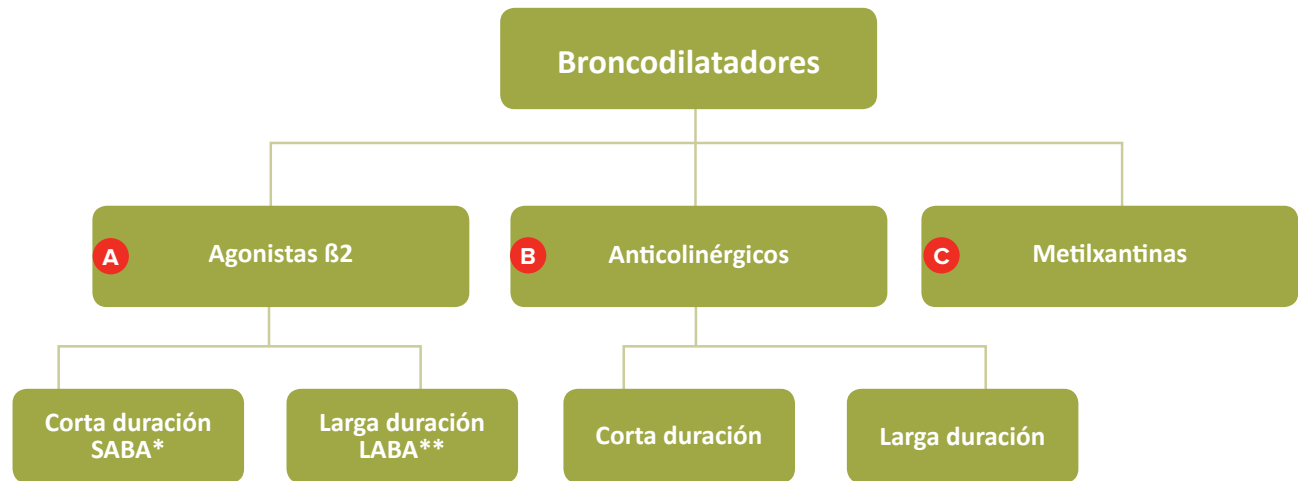 Broncodilatadores
A
Agonistas ß2
B
Anticolinérgicos
C
Metilxantinas
Corta duración
SABA*
Larga duración
LABA**
Corta duración
Larga duración